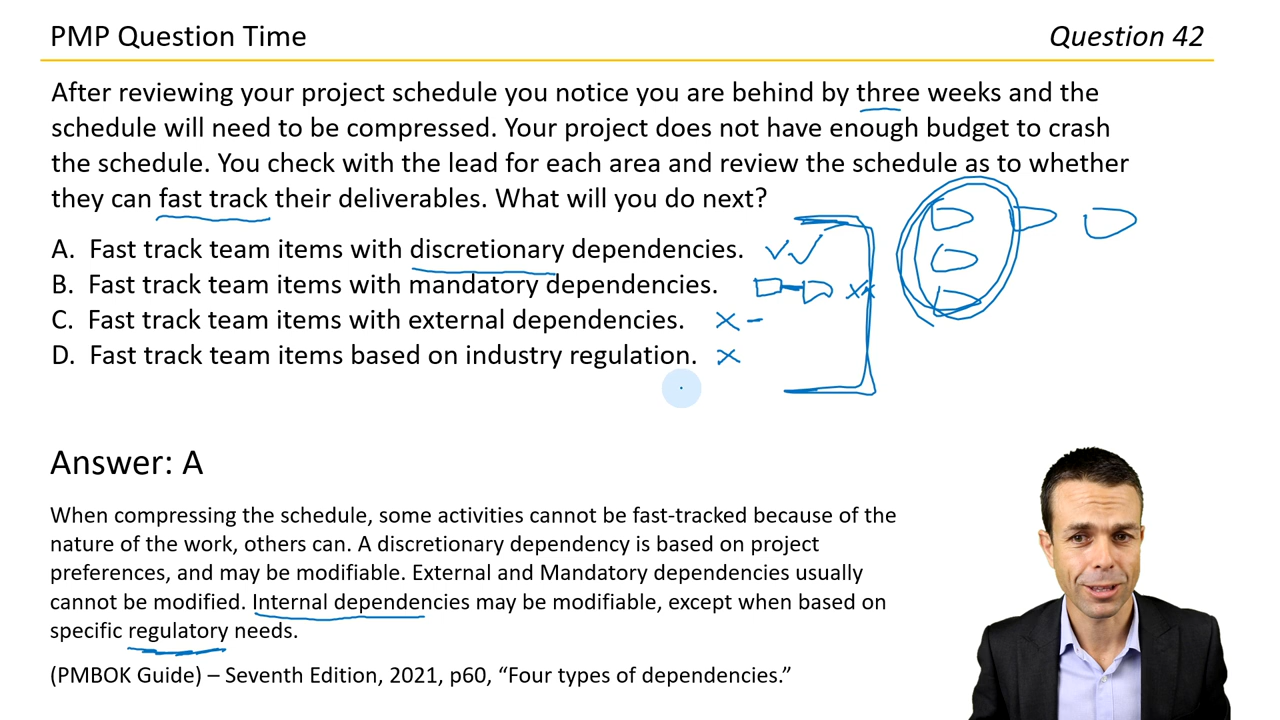 PMP Question Time
Question 42
After reviewing your project schedule you notice you are behind by three weeks and the
schedule will need to be compressed. Your project does not have enough budget to crash
the schedule. You check with the lead for each area and review the schedule as to whether
they can fast track their deliverables. What will you do next?
A. Fast track team items with discretionary dependencies.
B. Fast track team items with mandatory dependencies.
C. Fast track team items with external dependencies.
D. Fast track team items based on industry regulation.
Answer: A
When compressing the schedule, some activities cannot be fast-tracked because of the
nature of the work, others can. A discretionary dependency is based on project
preferences, and may be modifiable. External and Mandatory dependencies usually
cannot be modified. Internal dependencies may be modifiable, except when based on
specific regulatory needs.
(PMBOK Guide) – Seventh Edition, 2021, p60, “Four types of dependencies.”